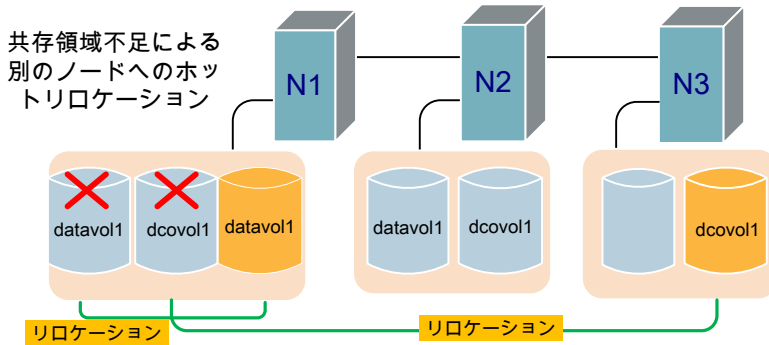 共存領域不足による
別のノードへのホッ
トリロケーション
N1
N2
N3
datavol1
dcovol1
datavol1
datavol1
dcovol1
dcovol1
リロケーション
リロケーション